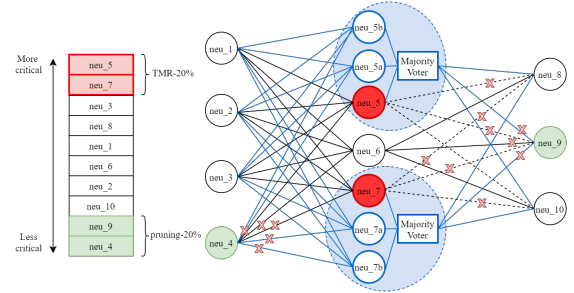 More
critical
neu_5
neu_7
neu_3
neu_8
neu_1
neu_6
neu_2
neu_10
neu_9
neu_4
Less
critical
TMR-20%
pruning-20%
neu_1
neu_2
neu_3
neu_4
neu_5b
neu_5a
neu_5
Majority
Voter
neu_6
neu_7
neu_7a
neu_7b
Majority
Voter
neu_8
neu_9
neu_10
X
X
X
X
X
X
X
X
X
X
X
X
X
X